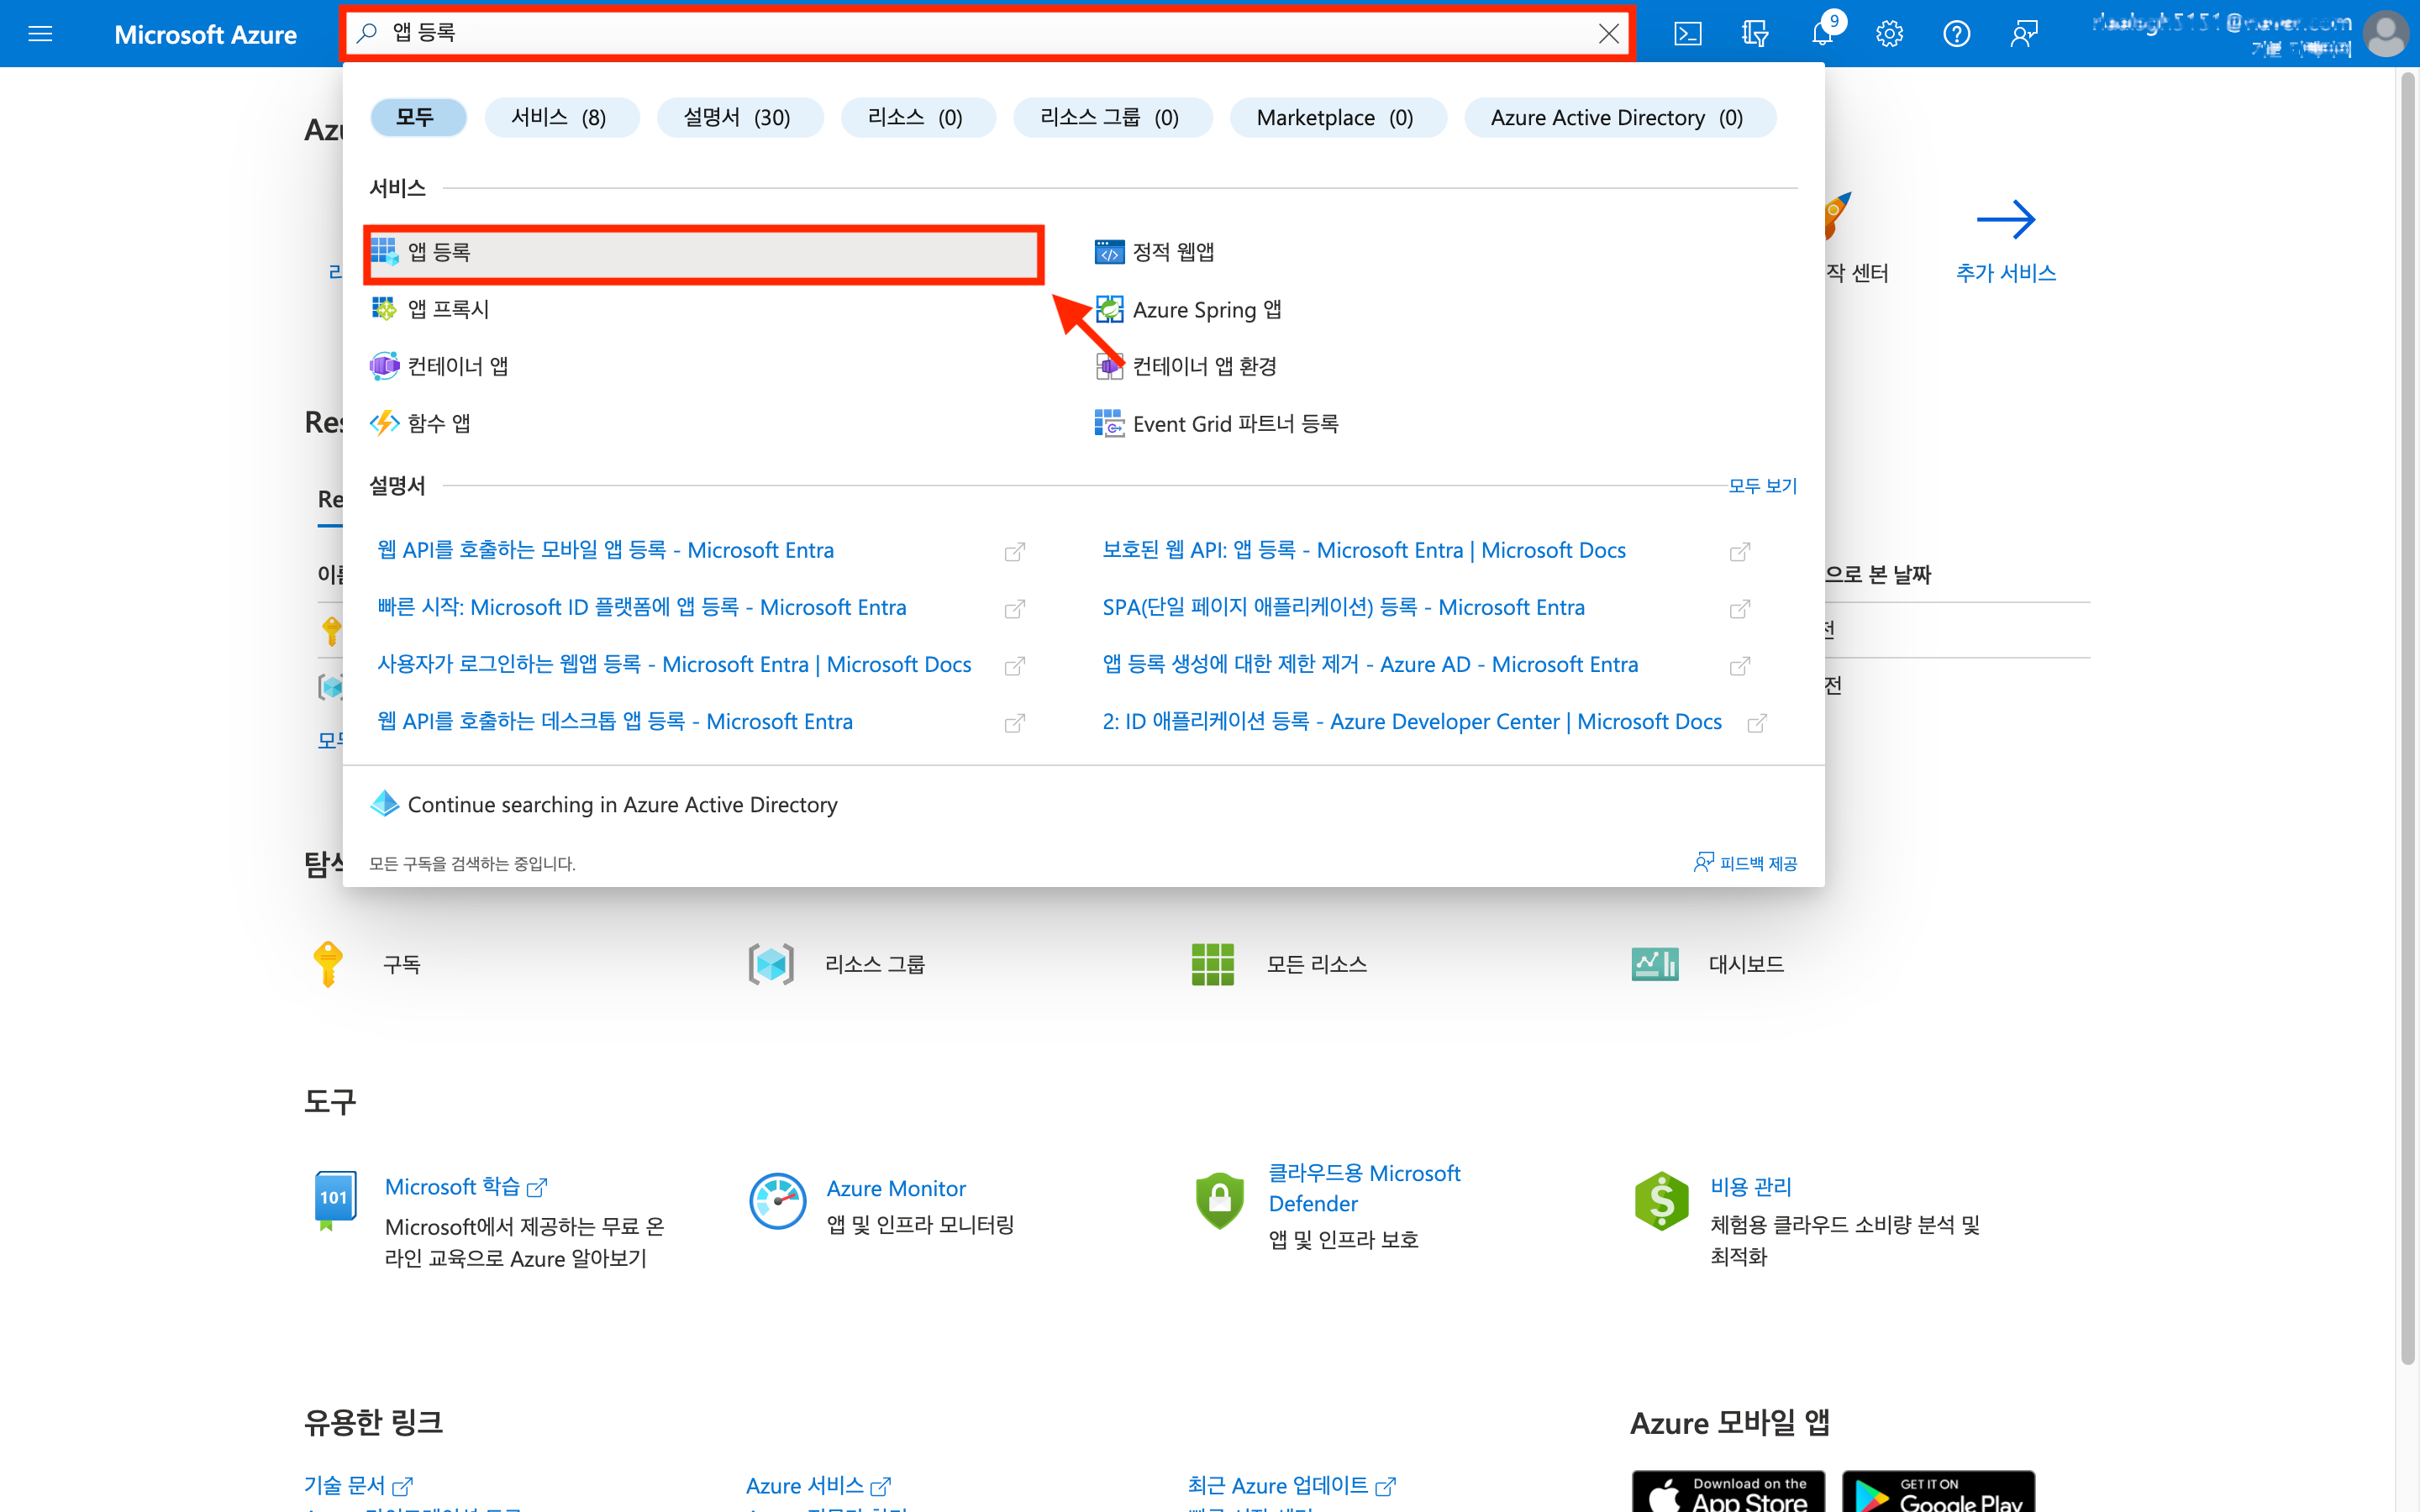 Microsoft Azure
앱 등록
9
모두
서비스 (8)
설명서 (30)
리소스 (0)
리소스 그룹 (0)
Marketplace (0)
Azure Active Directory (0)
서비스
앱 등록
정적 웹앱
앱 프록시
Azure Spring 앱
컨테이너 앱
컨테이너 앱 환경
함수 앱
Event Grid 파트너 등록
작 센터
추가 서비스
설명서
모두 보기
웹 API를 호출하는 모바일 앱 등록 - Microsoft Entra
보호된 웹 API: 앱 등록 - Microsoft Entra | Microsoft Docs
빠른 시작: Microsoft ID 플랫폼에 앱 등록 - Microsoft Entra
SPA(단일 페이지 애플리케이션) 등록 - Microsoft Entra
사용자가 로그인하는 웹앱 등록 - Microsoft Entra | Microsoft Docs
앱 등록 생성에 대한 제한 제거 - Azure AD - Microsoft Entra
웹 API를 호출하는 데스크톱 앱 등록 - Microsoft Entra
2: ID 애플리케이션 등록 - Azure Developer Center | Microsoft Docs
으로 본 날짜
전
전
Continue searching in Azure Active Directory
모든 구독을 검색하는 중입니다.
피드백 제공
구독
리소스 그룹
모든 리소스
대시보드
도구
101
Microsoft 학습
Microsoft에서 제공하는 무료 온
라인 교육으로 Azure 알아보기
Azure Monitor
앱 및 인프라 모니터링
클라우드용 Microsoft
Defender
앱 및 인프라 보호
비용 관리
체험용 클라우드 소비량 분석 및
최적화
유용한 링크
Azure 모바일 앱
기술 문서
Azure 서비스
최근 Azure 업데이트
Download on the
App Store
GET IT ON
Google Play